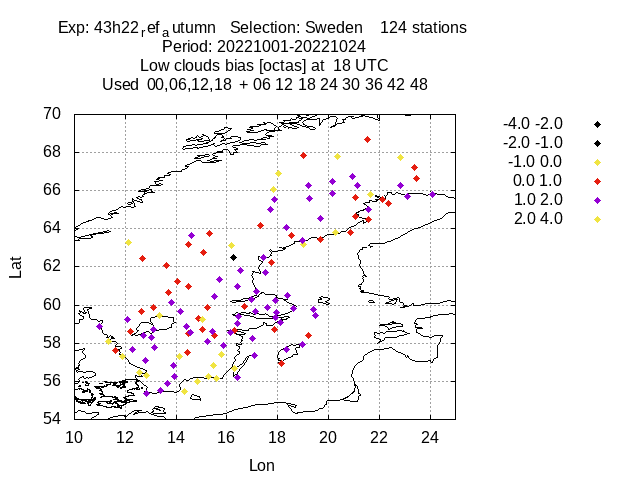 Exp: 43h22refautumn Selection: Sweden 124 stations
Period: 20221001-20221024
Low clouds bias [octas] at 18 UTC
Used 00,06,12,18 + 06 12 18 24 30 36 42 48
70
68
66
64
62
60
58
56
54
10 12 14 16 18 20 22 24
Lat
Lon
-4.0 -2.0
-2.0 -1.0
-1.0 0.0
0.0 1.0
1.0 2.0
2.0 4.0